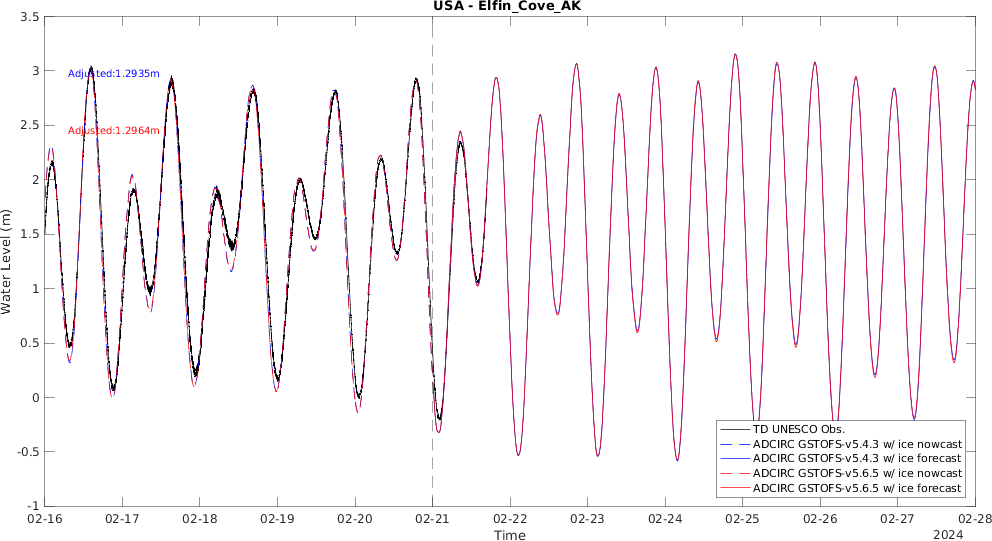 USA - Elfin_Cove_AK
3.5
3
2.5
2
1.5
1
0.5
0
-0.5
-1
Water Level (m)
Adjusted:1.2935m
Adjusted:1.2964m
TD UNESCO Obs.
ADCIRC GSTOFS-v5.4.3 w/ ice nowcast
ADCIRC GSTOFS-v5.4.3 w/ ice forecast
ADCIRC GSTOFS-v5.6.5 w/ ice nowcast
ADCIRC GSTOFS-v5.6.5 w/ ice forecast
02-16 02-17 02-18 02-19 02-20 02-21 02-22 02-23 02-24 02-25 02-26 02-27 02-28
Time
2024